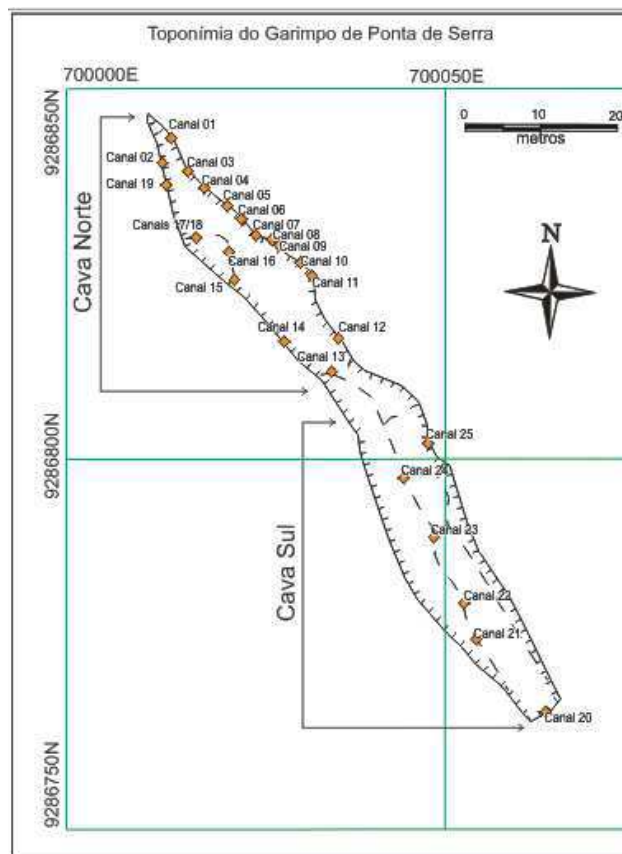 Toponímia do Garimpo de Ponta de Serra
700000E
700050E
9286850N
0 10 20
metros
Canal 01
Canal 02
Canal 03
Canal 19
Canal 04
Canal 05
Canal 06
Canal 07
Canais 17/18
Canal 08
Canal 09
Canal 16
Canal 10
Canal 15
Canal 11
Cava Norte
N
Canal 14
Canal 12
Canal 13
Canal 25
9286800N
Canal 24
Canal 23
Cava Sul
Canal 22
Canal 21
Canal 20
9286750N